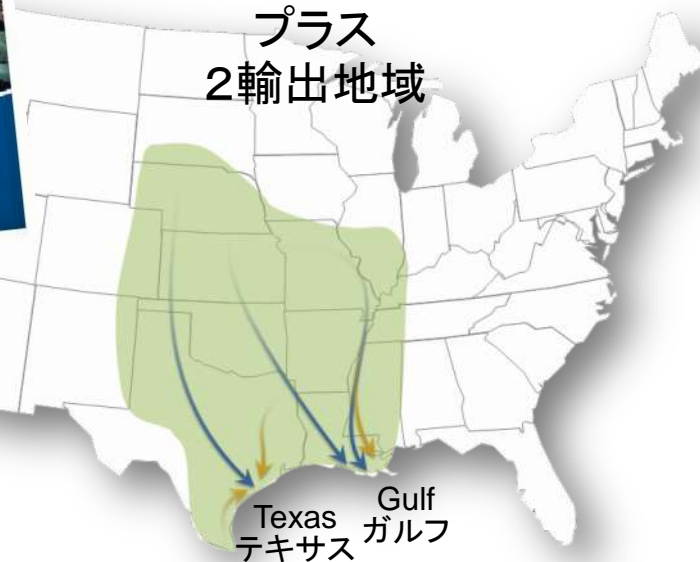 プラス
２輸出地域
Texas
テキサス
Gulf
ガルフ